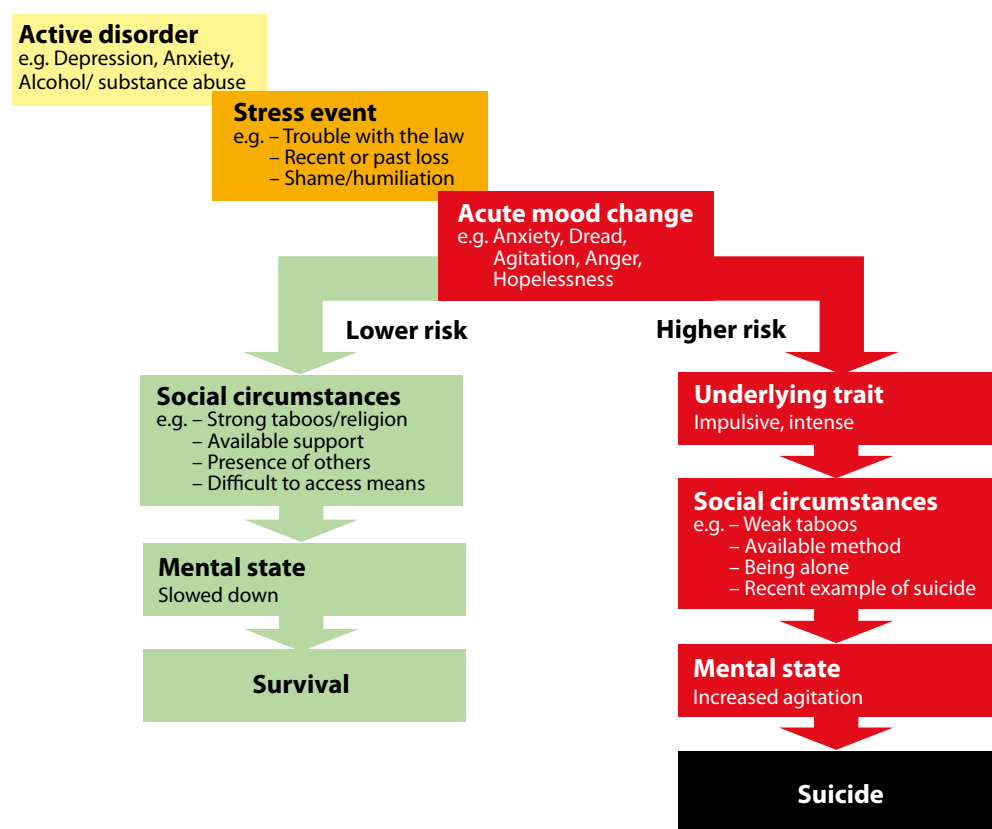 Active disorder
e.g. Depression, Anxiety,
Alcohol/ substance abuse
Stress event
e.g. – Trouble with the law
– Recent or past loss
– Shame/humiliation
Acute mood change
e.g. Anxiety, Dread,
Agitation, Anger,
Hopelessness
Lower risk
Higher risk
Social circumstances
e.g. – Strong taboos/religion
– Available support
– Presence of others
– Difficult to access means
Mental state
Slowed down
Survival
Underlying trait
Impulsive, intense
Social circumstances
e.g. – Weak taboos
– Available method
– Being alone
– Recent example of suicide
Mental state
Increased agitation
Suicide